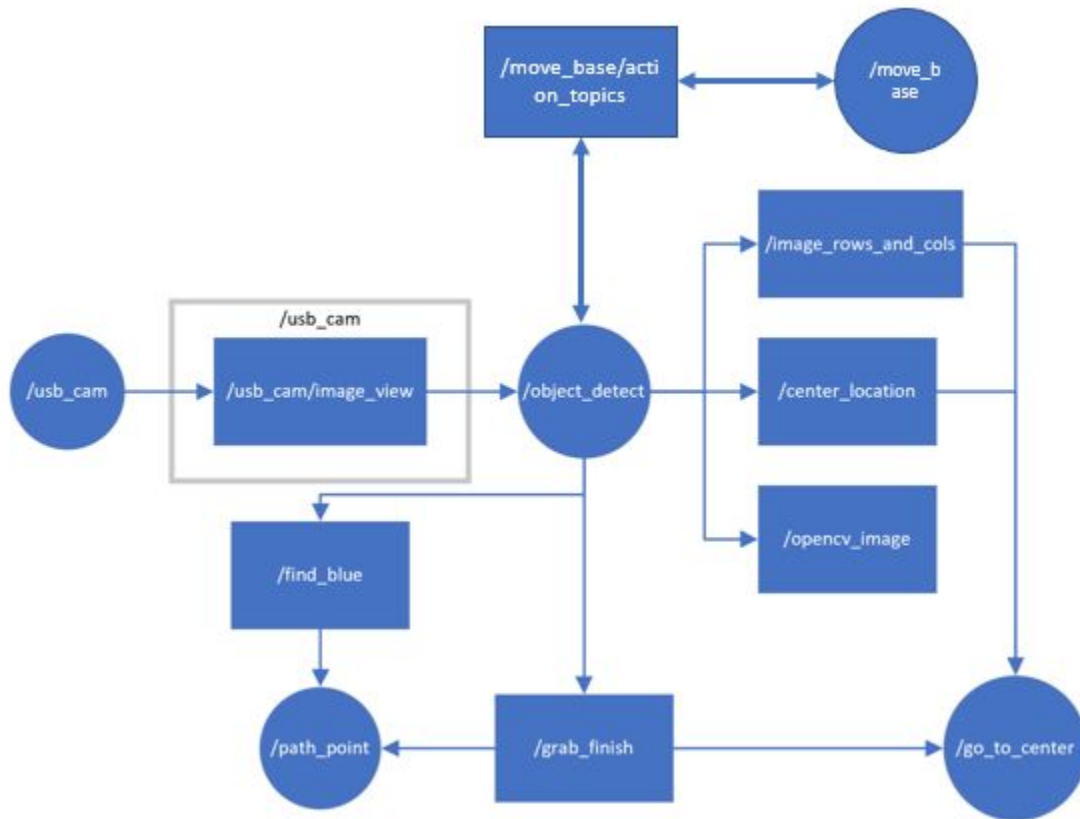 /move_base/acti
on_topics
/move_b
ase
/image_rows_and_cols
/usb_cam
/usb_cam
/usb_cam/image_view
/object_detect
/center_location
/opencv_image
/find_blue
/path_point
/grab_finish
/go_to_center